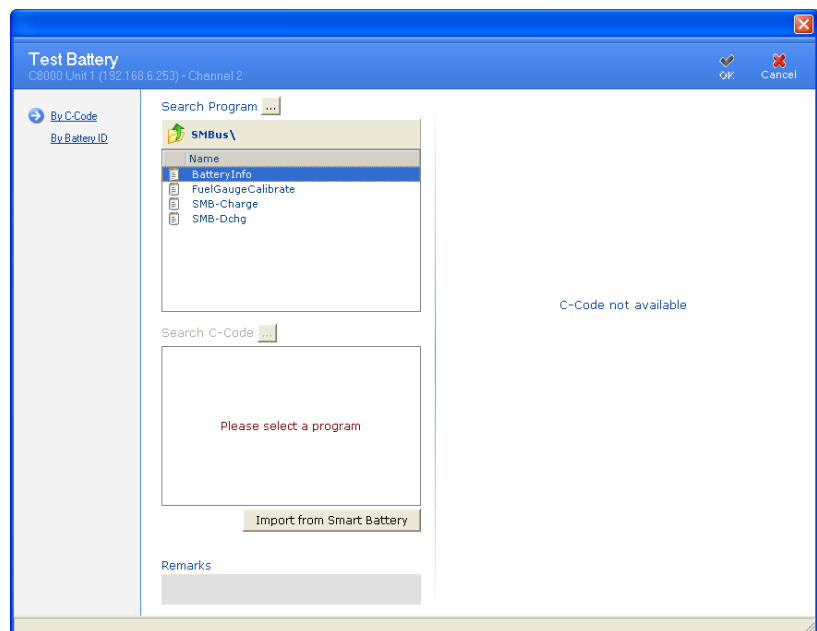 Test Battery
C8000 Unit 1 (192.168.6.253) - Channel 2
OK
Cancel
By C-Code
By Battery ID
Search Program ...
SMBus\
Name
BatteryInfo
FuelGaugeCalibrate
SMB-Charge
SMB-Dchg
C-Code not available
Search C-Code ...
Please select a program
Import from Smart Battery
Remarks